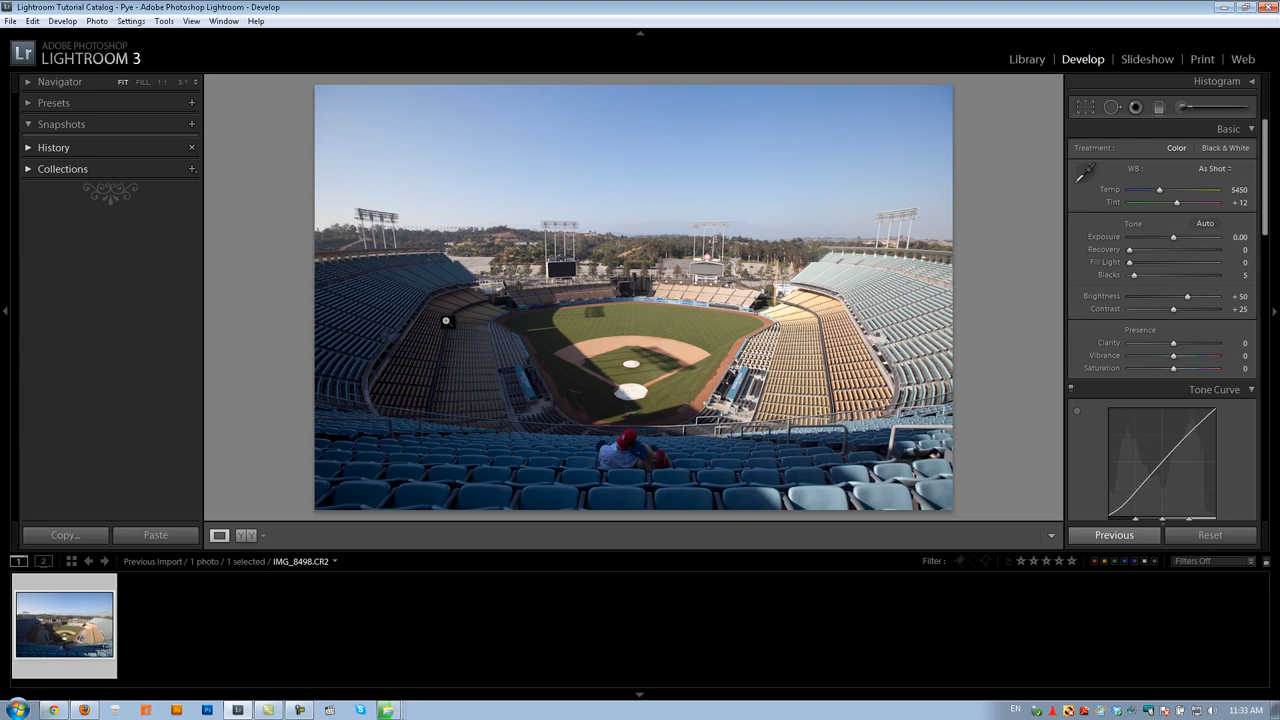 Lightroom Tutorial Catalog - Pye - Adobe Photoshop Lightroom - Develop
File Edit Develop Photo Settings Tools View Window Help
Lr ADOBE PHOTOSHOP
LIGHTROOM 3
Library | Develop | Slideshow | Print | Web
Navigator FIT FILL 1:1 3:1
Presets
Snapshots
History
Collections
Histogram
Basic
Treatment : Color Black & White
WB : As Shot
Temp 5450
Tint + 12
Tone Auto
Exposure 0.00
Recovery 0
Fill Light 0
Blacks 5
Brightness + 50
Contrast + 25
Presence
Clarity 0
Vibrance 0
Saturation 0
Tone Curve
Copy... Paste
Y Y
Previous Reset
1 2 Previous Import / 1 photo / 1 selected / IMG_8498.CR2
Filter : Filters Off
Lr
EN 11:33 AM